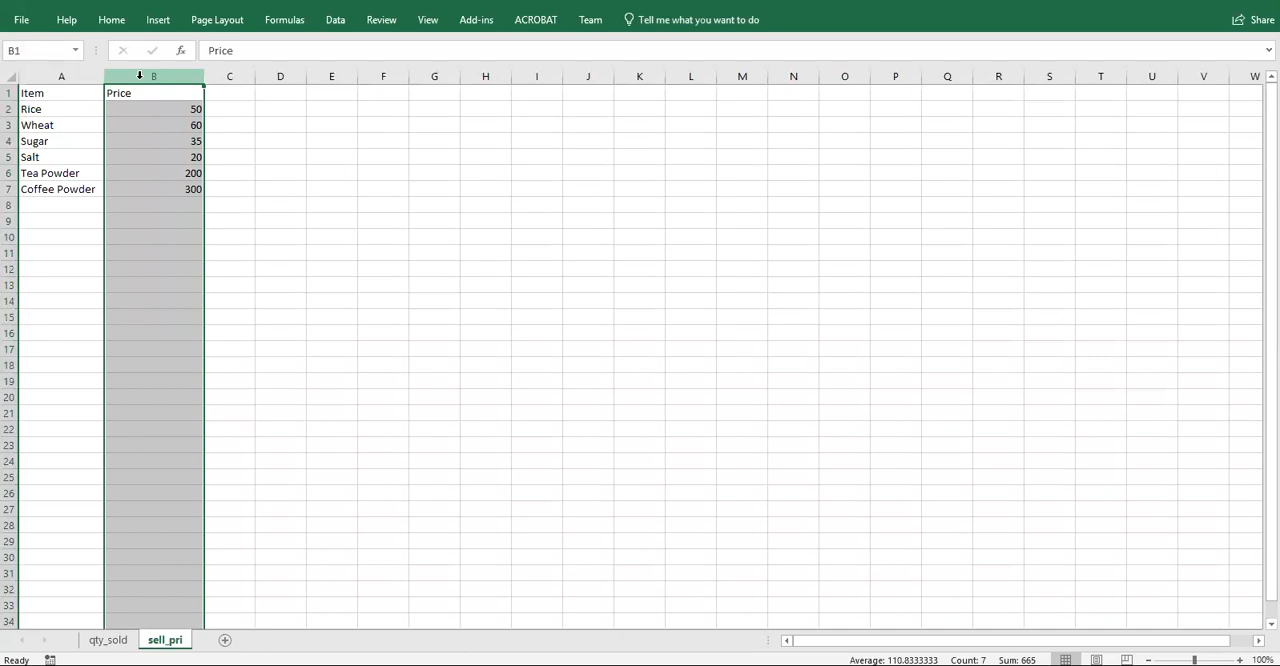 File Help Home Insert Page Layout Formulas Data Review View Add-ins ACROBAT Team Tell me what you want to do Share
B1 fx Price
A B C D E F G H I J K L M N O P Q R S T U V W
1 Item Price
2 Rice 50
3 Wheat 60
4 Sugar 35
5 Salt 20
6 Tea Powder 200
7 Coffee Powder 300
8
9
10
11
12
13
14
15
16
17
18
19
20
21
22
23
24
25
26
27
28
29
30
31
32
33
34
qty_sold sell_pri
Ready Average: 110.8333333 Count: 7 Sum: 665 100%